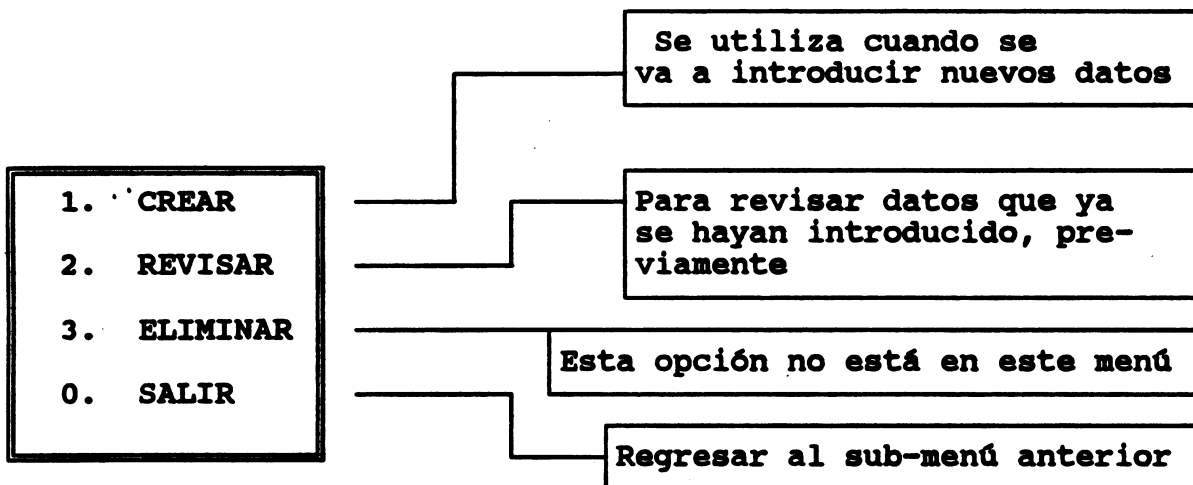 Se utiliza cuando se
va a introducir nuevos datos
1. CREAR
2. REVISAR
3. ELIMINAR
0. SALIR
Para revisar datos que ya
se hayan introducido, pre-
viamente
Esta opción no está en este menú
Regresar al sub-menú anterior